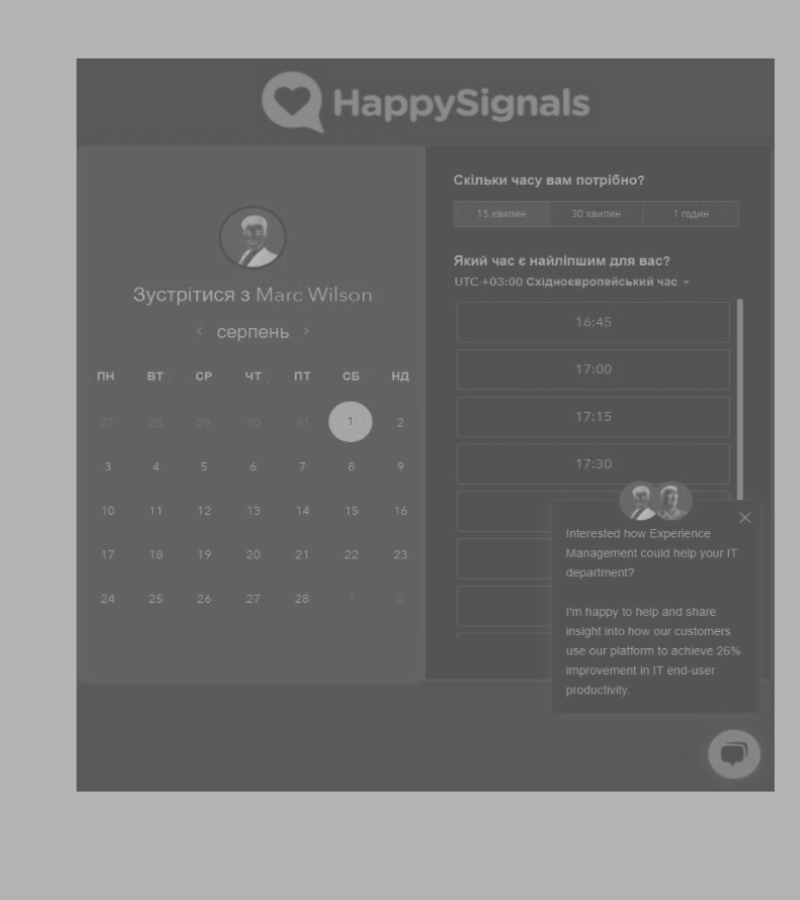 HappySignals
Зустрітися з Marc Wilson
серпень
ПН ВТ СР ЧТ ПТ СБ НД
27 28 29 30 31 1 2
3 4 5 6 7 8 9
10 11 12 13 14 15 16
17 18 19 20 21 22 23
24 25 26 27 28 1 2
Скільки часу вам потрібно?
15 хвилин 30 хвилин 1 годин
Який час є найліпшим для вас?
UTC +03:00 Східноєвропейський час
16:45
17:00
17:15
17:30
Interested how Experience
Management could help your IT
department?
I'm happy to help and share
insight into how our customers
use our platform to achieve 26%
improvement in IT end-user
productivity.